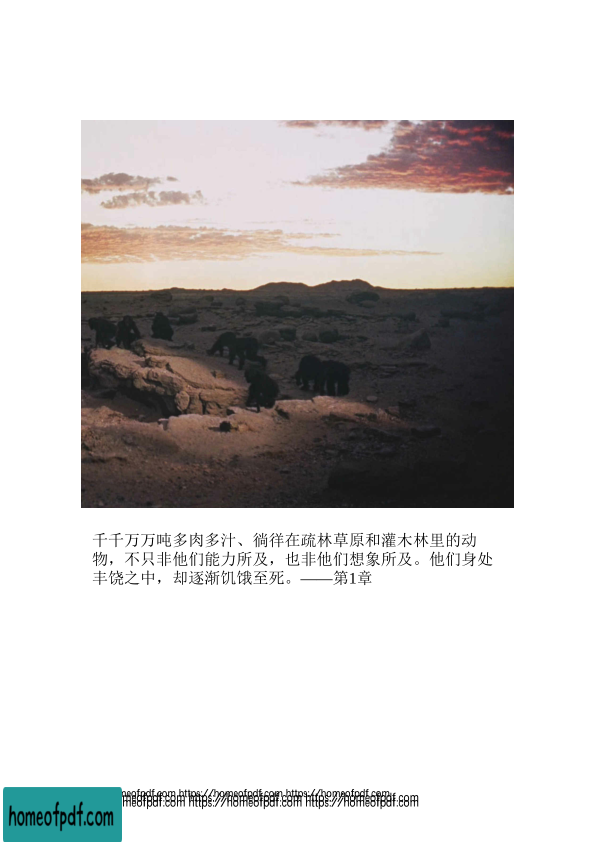 千千万万吨多肉多汁、徜徉在疏林草原和灌木林里的动
物，不只非他们能力所及，也非他们想象所及。他们身处
丰饶之中，却逐渐饥饿至死。——第1章
meofpdf.com https://homeofpdf.com https://homeofpdf.com
meofpdf.com https://homeofpdf.com https://homeofpdf.com
homeofpdf.com